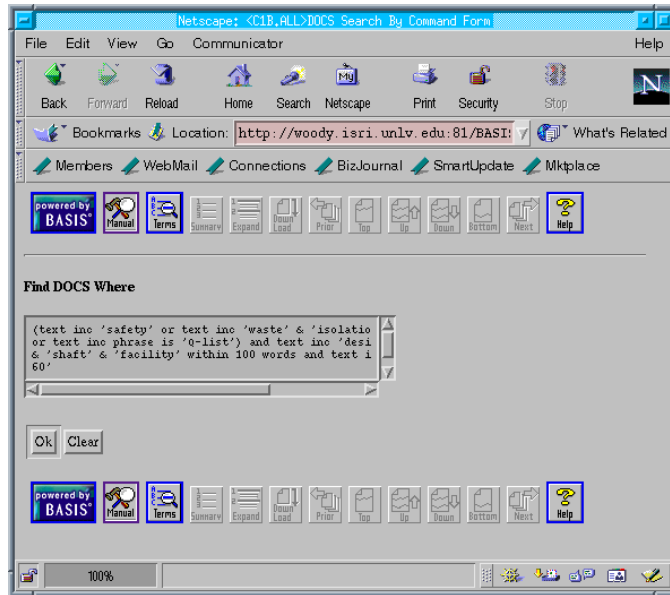 Netscape: <C1B.ALL>DOCS Search By Command Form
File Edit View Go Communicator Help
Back Forward Reload Home Search Netscape Print Security Stop
Bookmarks Location: http://woody.isri.unlv.edu:81/BASI: What's Related
Members WebMail Connections BizJournal SmartUpdate Mktplace
powered by BASIS Manual Terms Summary Expand Down Load Prior Top Up Down Bottom Next Help
Find DOCS Where
(text inc 'safety' or text inc 'waste' & 'isolatio
or text inc phrase is 'Q-list') and text inc 'desi
& 'shaft' & 'facility' within 100 words and text i
60'
Ok Clear
powered by BASIS Manual Terms Summary Expand Down Load Prior Top Up Down Bottom Next Help
100%